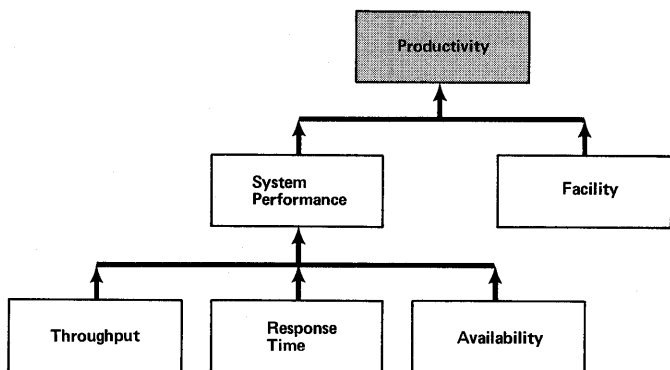 Productivity
System
Performance
Facility
Throughput
Response
Time
Availability